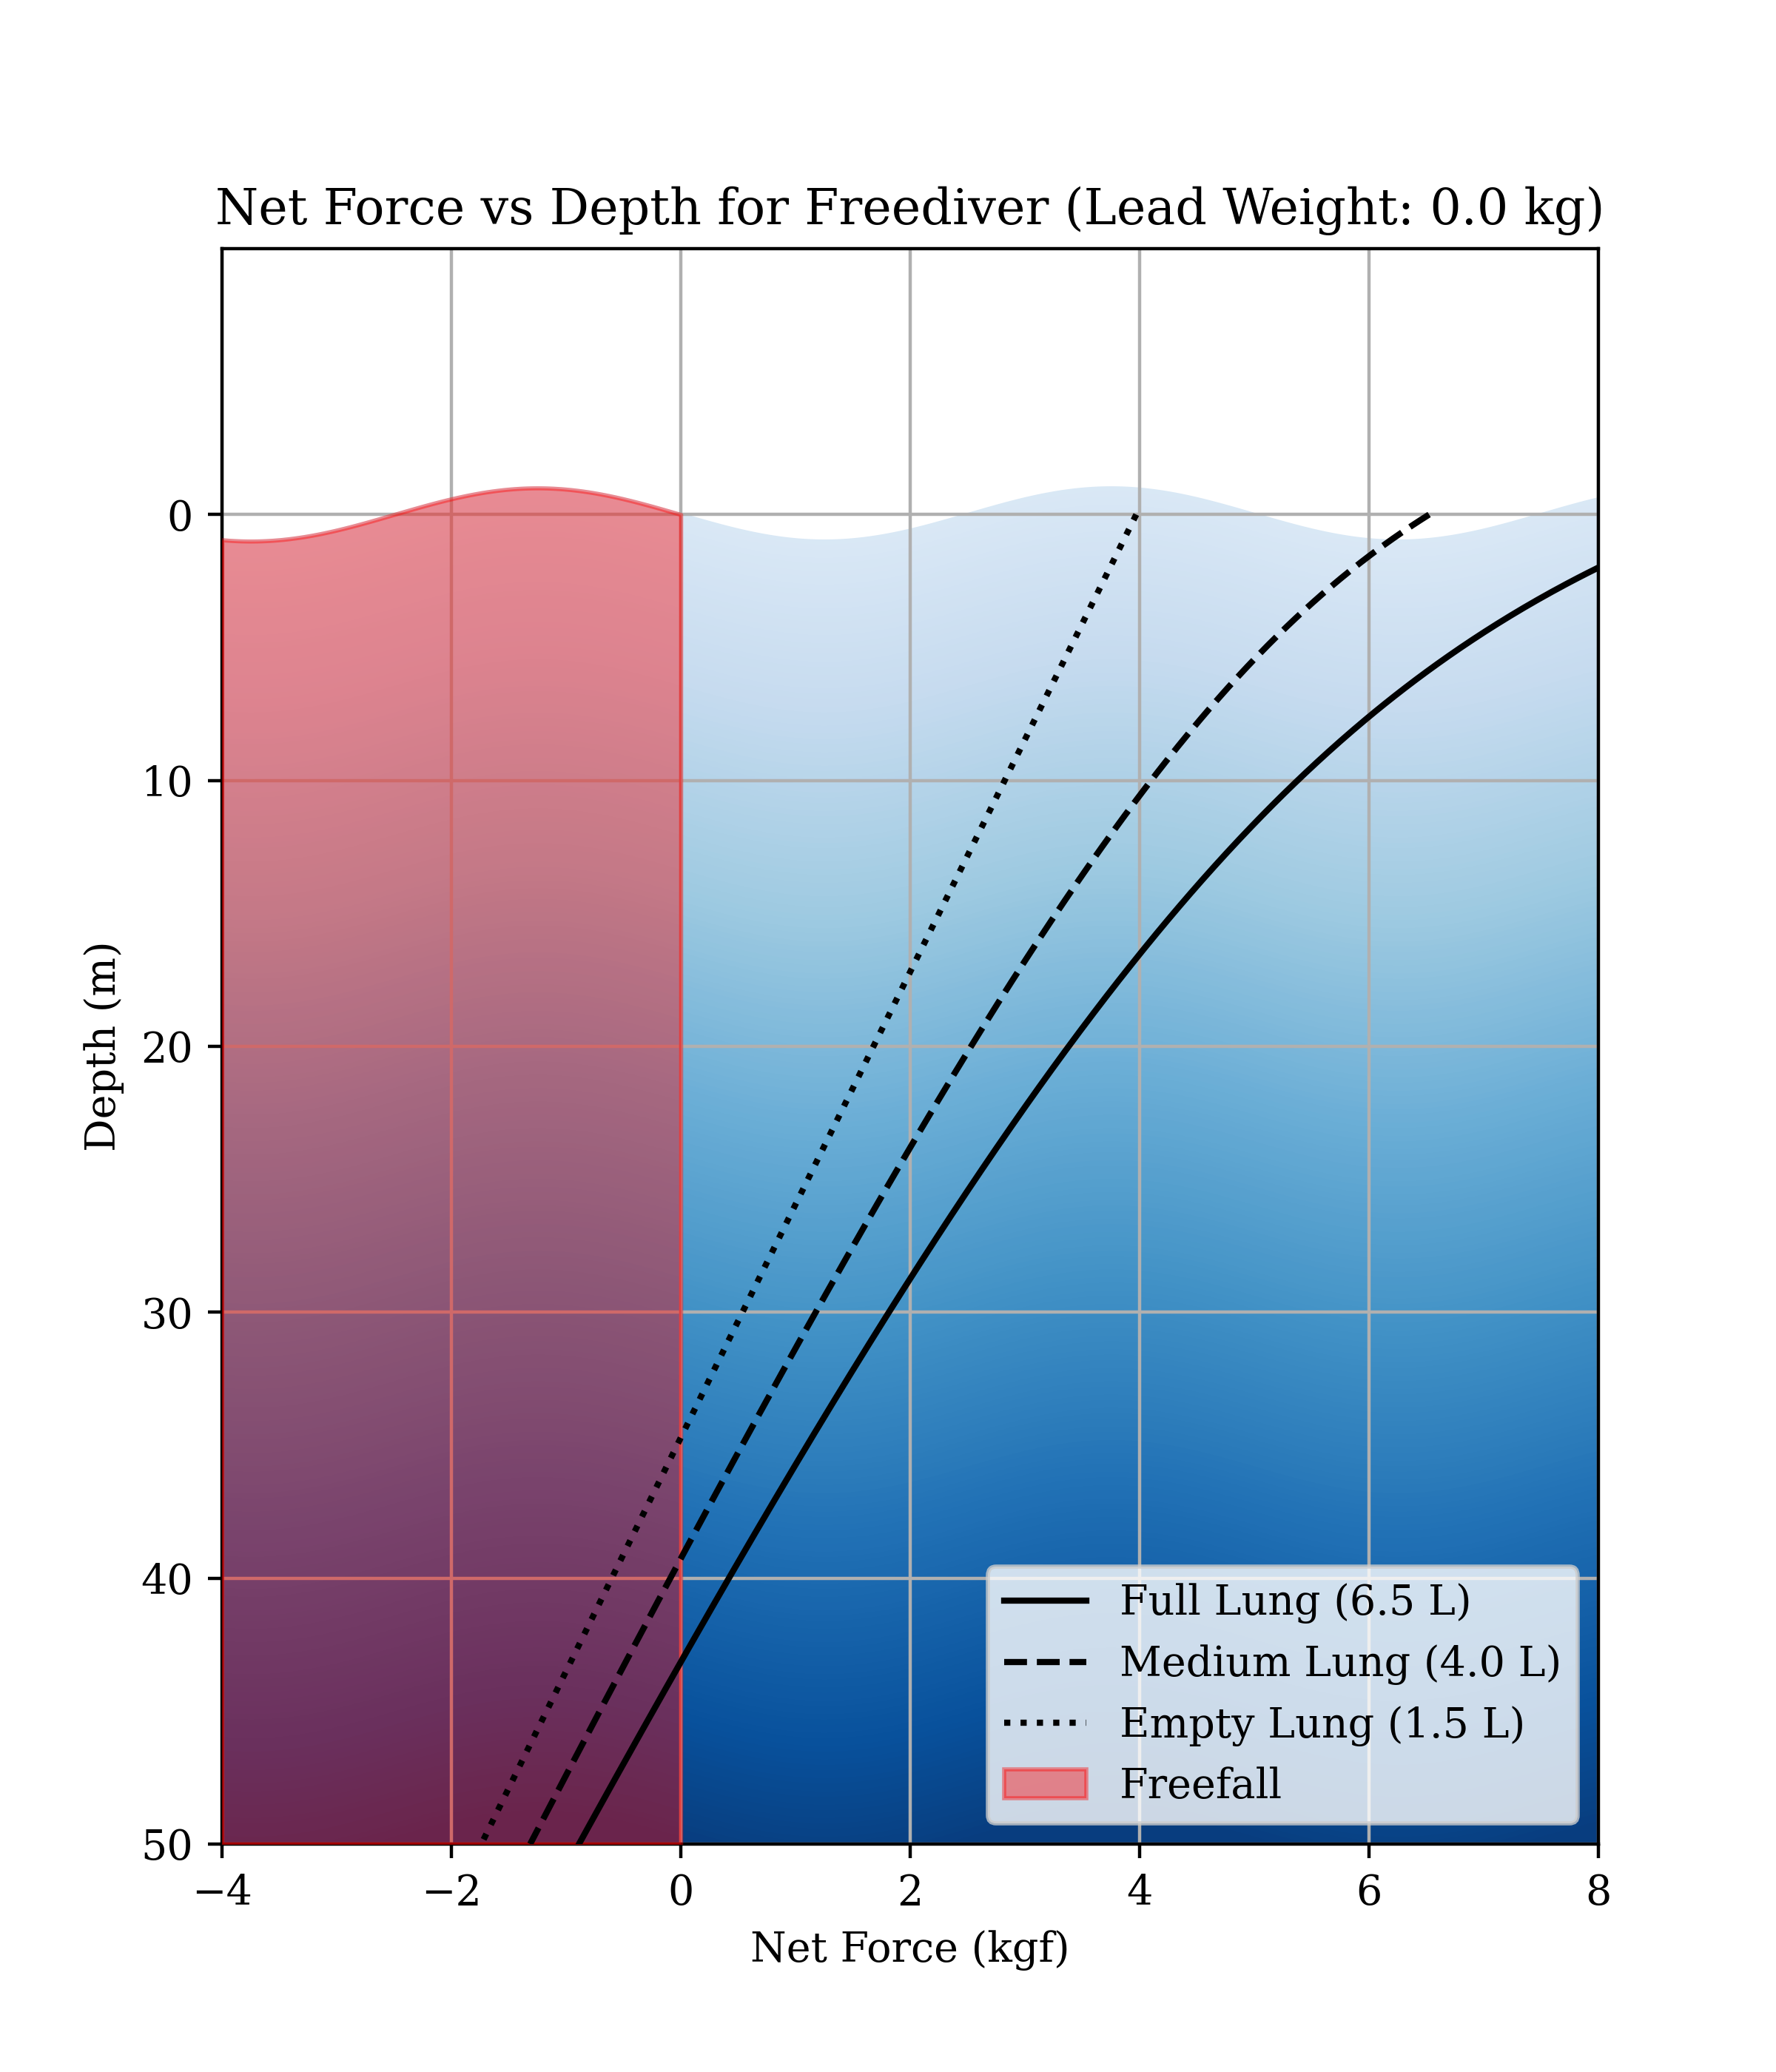 Net Force vs Depth for Freediver (Lead Weight: 0.0 kg)
0
10
20
30
40
50
Depth (m)
Full Lung (6.5 L)
Medium Lung (4.0 L)
Empty Lung (1.5 L)
Freefall
−4
−2
0
2
4
6
8
Net Force (kgf)